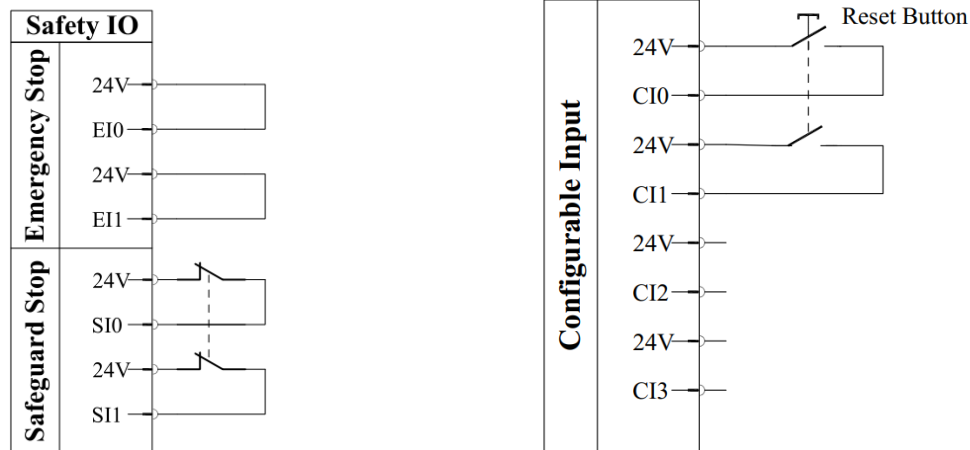 Safety IO
Emergency Stop
24V
EI0
24V
EI1
Safeguard Stop
24V
SI0
24V
SI1
Configurable Input
Reset Button
24V
CI0
24V
CI1
24V
CI2
24V
CI3